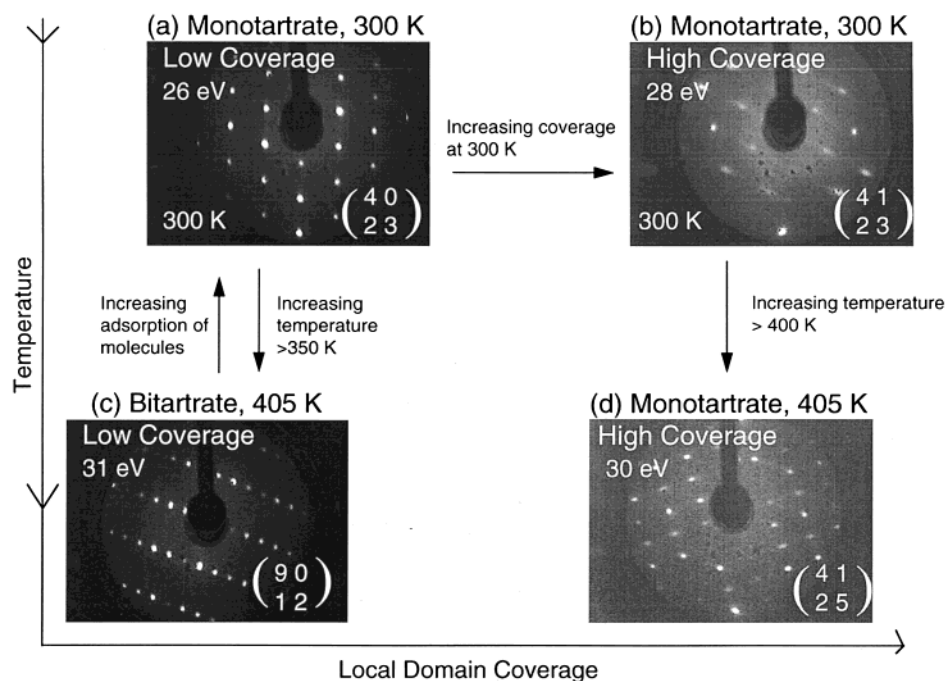 (a) Monotartrate, 300 K
Low Coverage
26 eV
300 K
4 0
2 3
Increasing coverage
at 300 K
(b) Monotartrate, 300 K
High Coverage
28 eV
300 K
4 1
2 3
Temperature
Increasing
adsorption of
molecules
Increasing
temperature
>350 K
Increasing temperature
> 400 K
(c) Bitartrate, 405 K
Low Coverage
31 eV
9 0
1 2
(d) Monotartrate, 405 K
High Coverage
30 eV
4 1
2 5
Local Domain Coverage